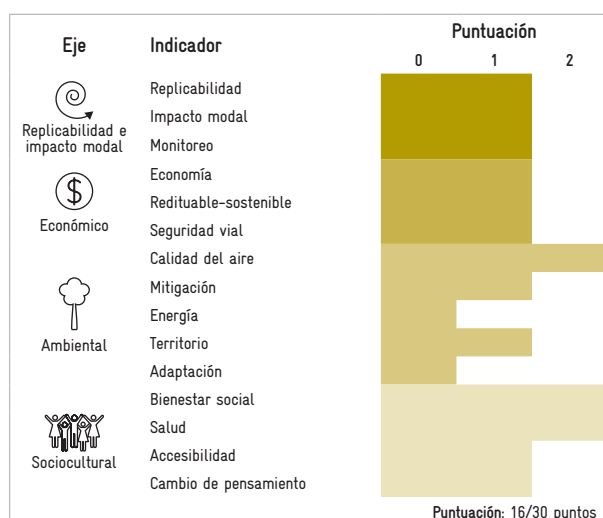 Eje Indicador Puntuación
0 1 2
Replicabilidad
Impacto modal
Monitoreo
Replicabilidad e
impacto modal
Economía
Redituable-sostenible
Seguridad vial
Económico
Calidad del aire
Mitigación
Energía
Territorio
Adaptación
Ambiental
Bienestar social
Salud
Accesibilidad
Cambio de pensamiento
Sociocultural
Puntuación: 16/30 puntos